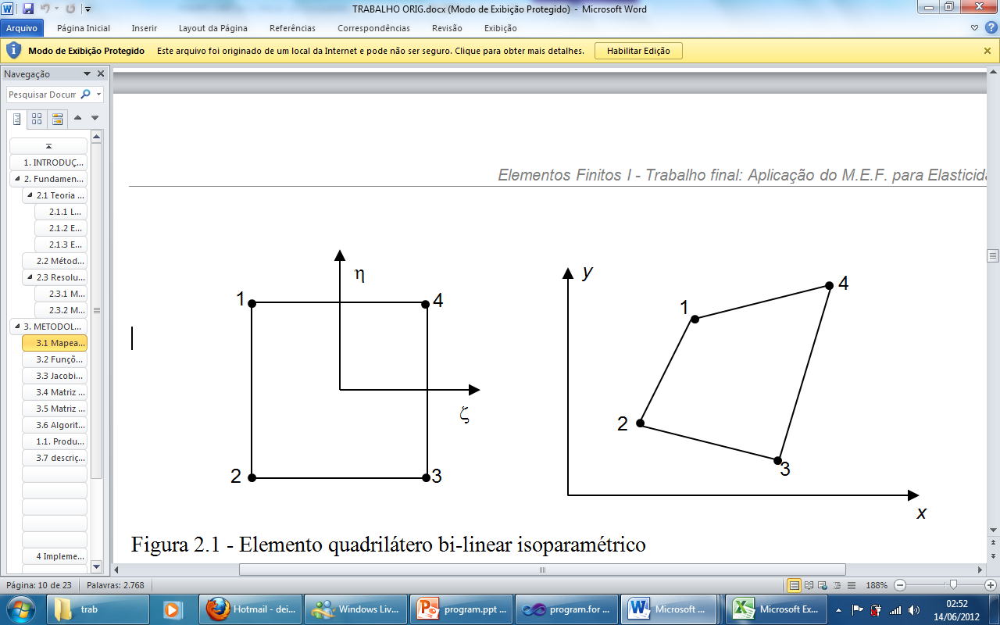 TRABALHO ORIG.docx (Modo de Exibição Protegido) - Microsoft Word
Arquivo Página Inicial Inserir Layout da Página Referências Correspondências Revisão Exibição
Modo de Exibição Protegido Este arquivo foi originado de um local da Internet e pode não ser seguro. Clique para obter mais detalhes. Habilitar Edição
Navegação
Pesquisar Docum
1. INTRODUÇ...
2. Fundamen...
2.1 Teoria ...
2.1.1 L...
2.1.2 E...
2.1.3 E...
2.2 Métod...
2.3 Resolu...
2.3.1 M...
2.3.2 M...
3. METODOL...
3.1 Mapea...
3.2 Funçõ...
3.3 Jacobi...
3.4 Matriz ...
3.5 Matriz ...
3.6 Algorit...
1.1. Produ...
3.7 descriç...
4 Impleme...
Elementos Finitos I - Trabalho final: Aplicação do M.E.F. para Elasticida
η
1 4
ζ
2 3
y
4
1
2
3
x
Figura 2.1 - Elemento quadrilátero bi-linear isoparamétrico
Página: 10 de 23 Palavras: 2.768 188%
trab Hotmail - dei... Windows Liv... program.ppt ... program.for ... Microsoft ... Microsoft Ex... 02:52
14/06/2012